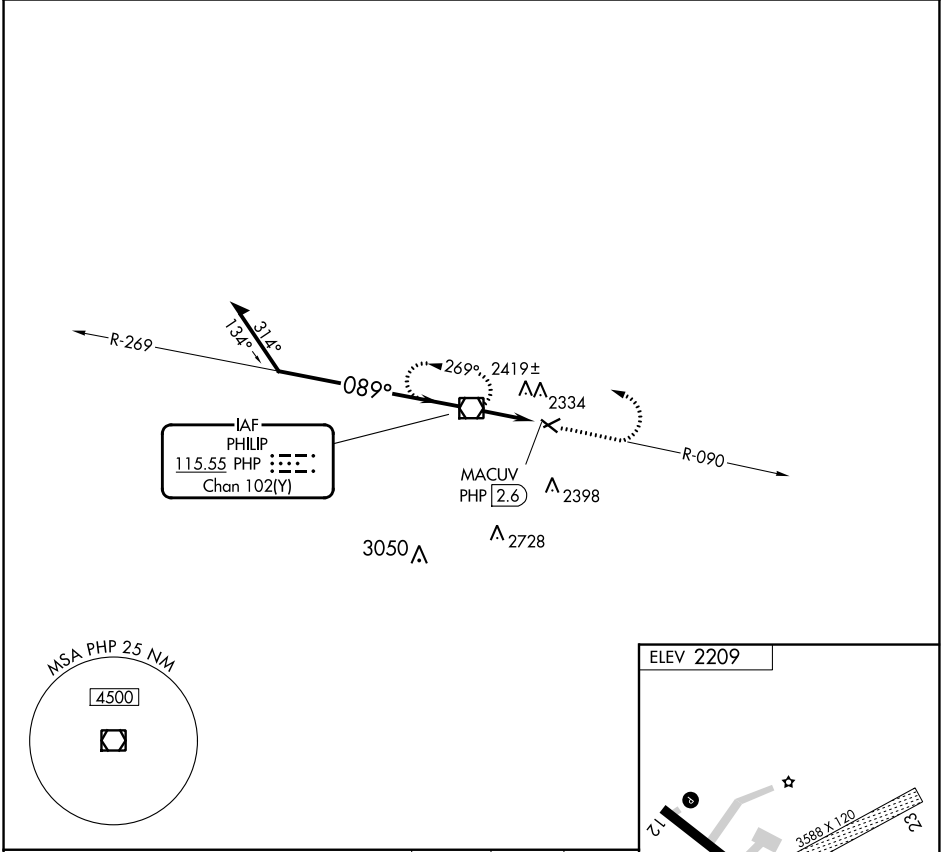 R-269
134°
314°
089°
269°
2419±
2334
IAF
PHILIP
115.55 PHP
Chan 102(Y)
R-090
MACUV
PHP 2.6
2398
2728
3050
MSA PHP 25 NM
4500
ELEV 2209
P
12
3588 X 120
23